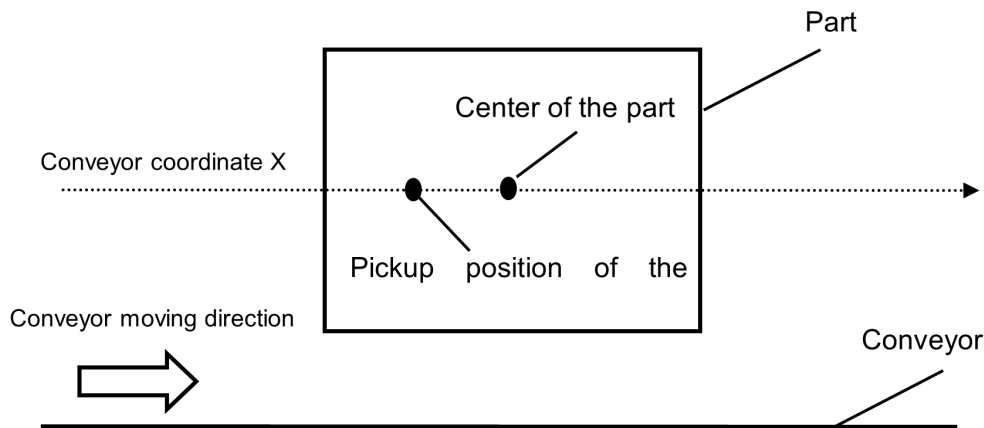 Part
Center of the part
Conveyor coordinate X
Pickup position of the
Conveyor moving direction
Conveyor